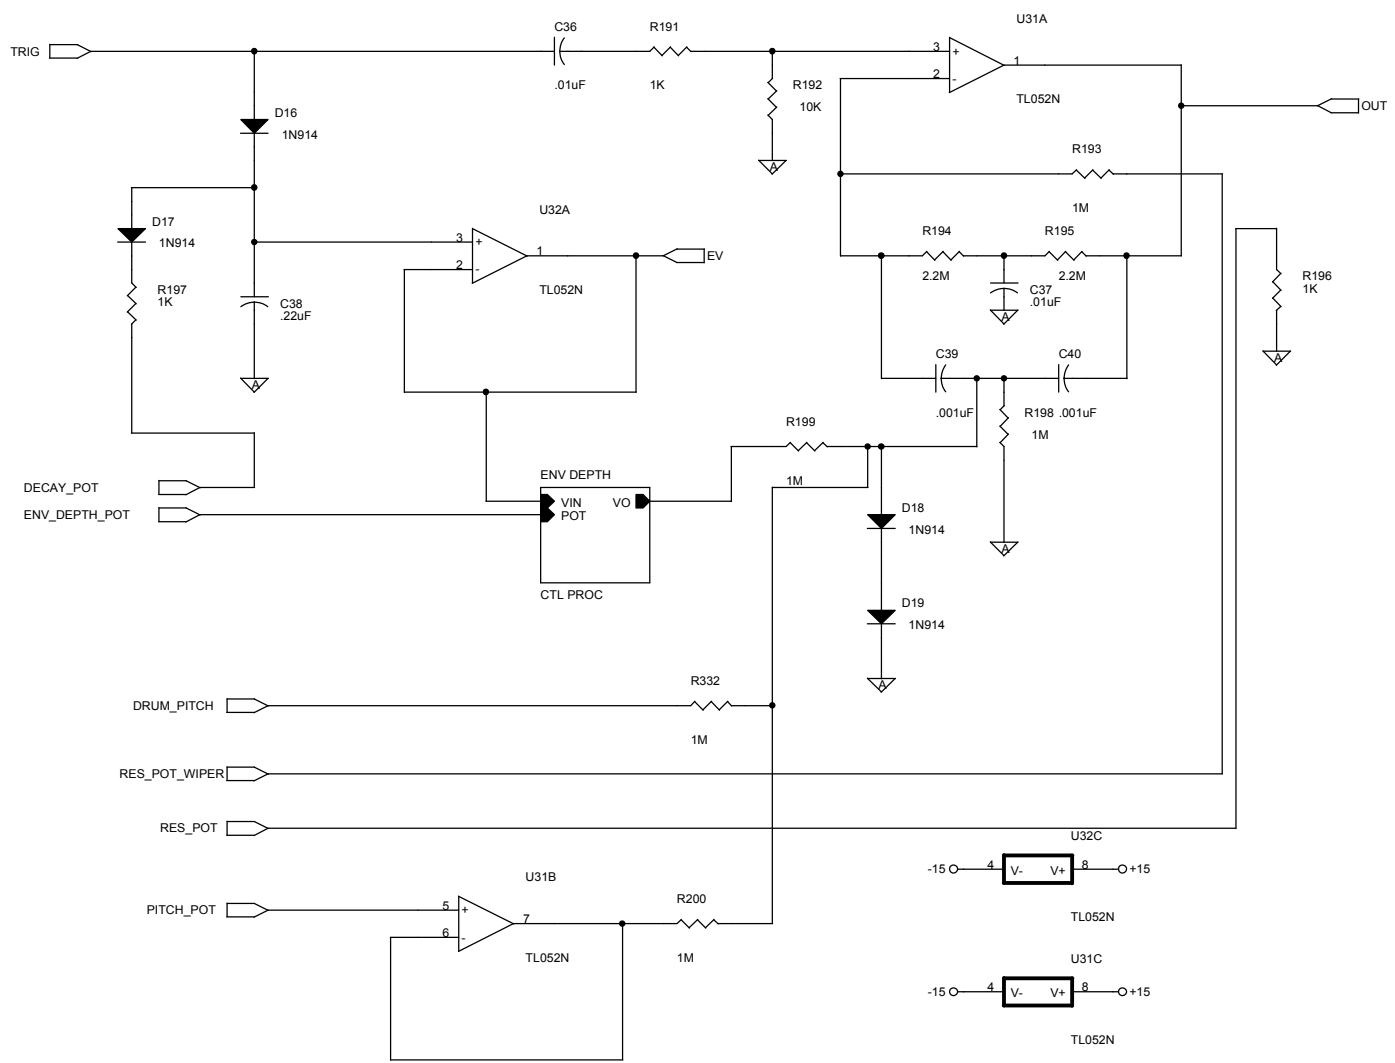 U31A
C36
R191
TRIG
3
+
1
2
-
.01uF
1K
R192
10K
TL052N
OUT
A
D16
1N914
R193
1M
D17
1N914
U32A
3
+
1
2
-
EV
TL052N
R194
R195
2.2M
2.2M
C37
.01uF
A
R197
1K
C38
.22uF
A
R196
1K
A
C39
C40
.001uF
.001uF
R198
1M
A
R199
1M
DECAY_POT
ENV_DEPTH_POT
ENV DEPTH
VIN
VO
POT
CTL PROC
D18
1N914
D19
1N914
A
R332
DRUM_PITCH
1M
RES_POT_WIPER
RES_POT
U32C
-15
4
V-
V+
8
+15
TL052N
U31B
PITCH_POT
5
+
7
6
-
TL052N
R200
1M
U31C
-15
4
V-
V+
8
+15
TL052N